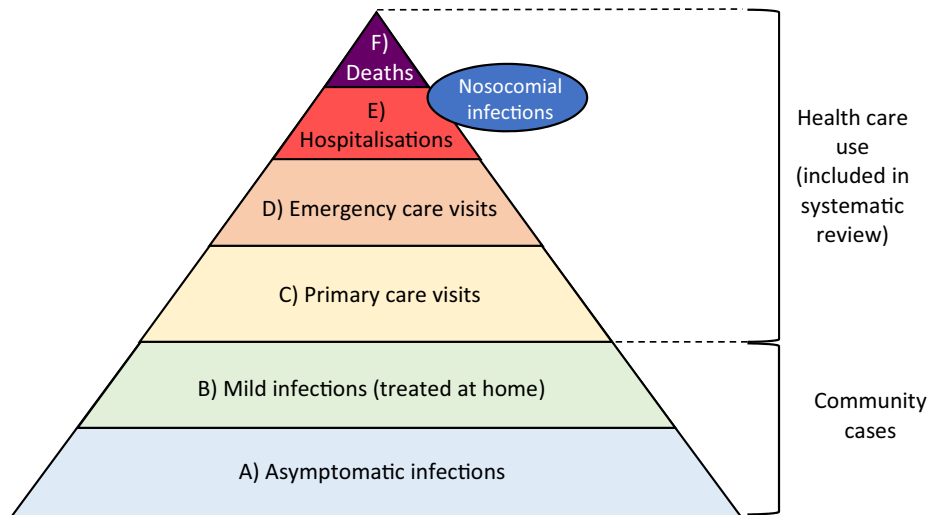 F)
Deaths
Nosocomial
infections
E)
Hospitalisations
D) Emergency care visits
C) Primary care visits
B) Mild infections (treated at home)
A) Asymptomatic infections
Health care
use
(included in
systematic
review)
Community
cases